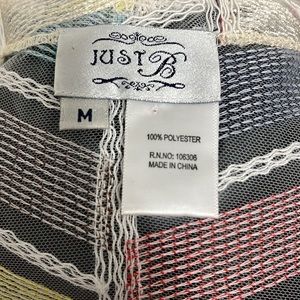 JUST B
M
100% POLYESTER
R.N.NO: 106306
MADE IN CHINA